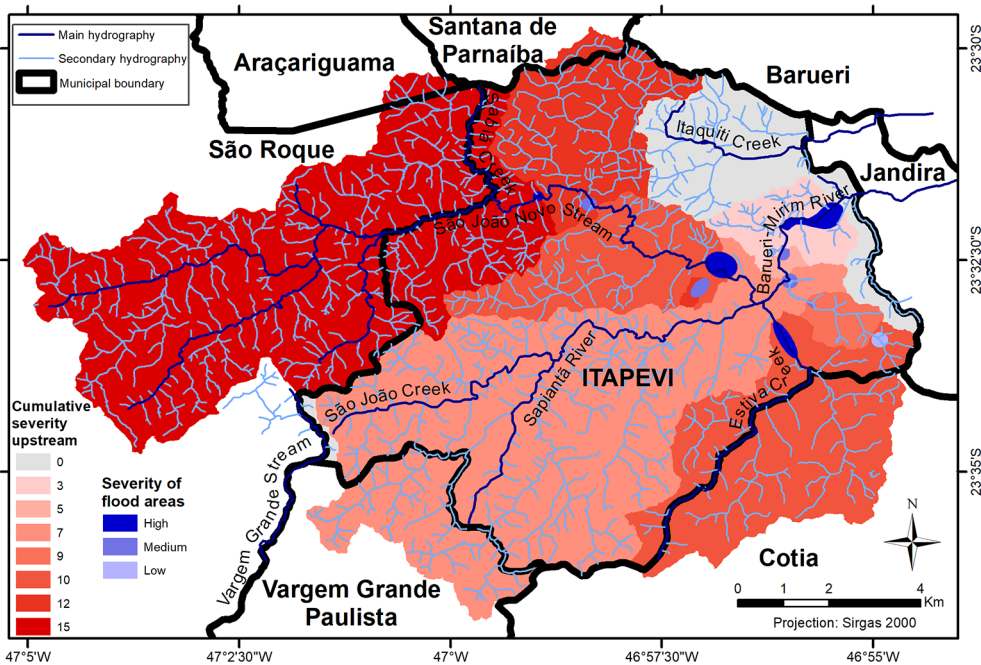 Main hydrography
Secondary hydrography
Municipal boundary
Santana de
Parnaíba
Araçariguama
Barueri
São Roque
Jandira
Sabiá Creek
Itaquiti Creek
São João Novo Stream
Barueri-Mirim River
ITAPEVI
São João Creek
Sapiantã River
Estiva Creek
Vargem Grande Stream
Vargem Grande
Paulista
Cotia
Cumulative
severity
upstream
0
3
5
7
9
10
12
15
Severity of
flood areas
High
Medium
Low
N
0 2 4
Km
Projection: Sirgas 2000
23°30'S
23°32'30"S
23°35'S
47°5'W
47°2'30"W
47°W
46°57'30"W
46°55'W